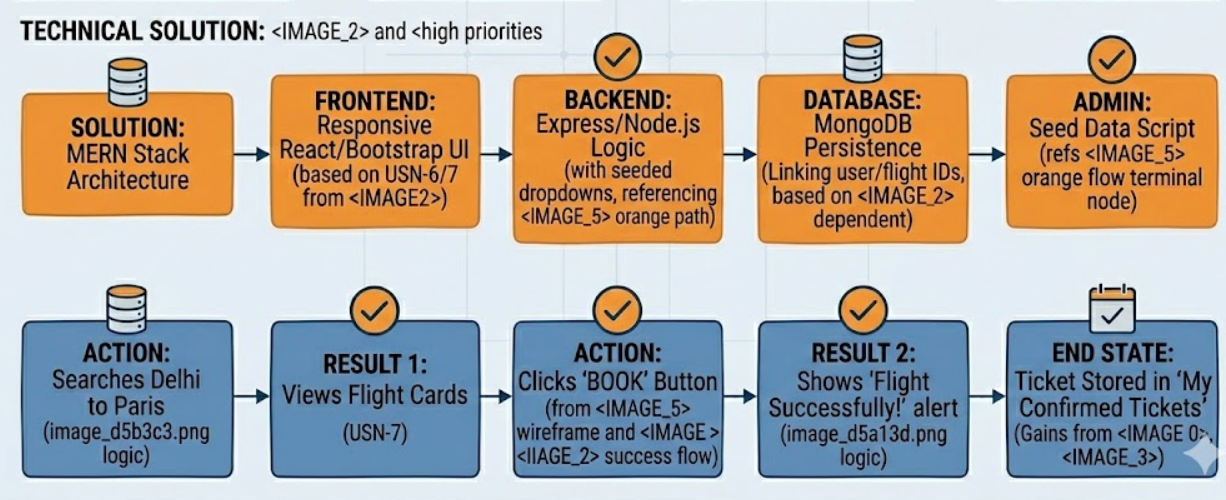 TECHNICAL SOLUTION: <IMAGE_2> and <high priorities
SOLUTION:
MERN Stack
Architecture
FRONTEND:
Responsive
React/Bootstrap UI
(based on USN-6/7
from <IMAGE2>)
BACKEND:
Express/Node.js
Logic
(with seeded
dropdowns, referencing
<IMAGE_5> orange path)
DATABASE:
MongoDB
Persistence
(Linking user/flight IDs,
based on <IMAGE_2>
dependent)
ADMIN:
Seed Data Script
(refs <IMAGE_5>
orange flow terminal
node)
ACTION:
Searches Delhi
to Paris
(image_d5b3c3.png
logic)
RESULT 1:
Views Flight Cards
(USN-7)
ACTION:
Clicks ‘BOOK’ Button
(from <IMAGE_5>
wireframe and <IMAGE >
<IIAGE_2> success flow)
RESULT 2:
Shows ‘Flight
Successfully!’ alert
(image_d5a13d.png
logic)
END STATE:
Ticket Stored in ‘My
Confirmed Tickets’
(Gains from <IMAGE 0>,
<IMAGE_3>)